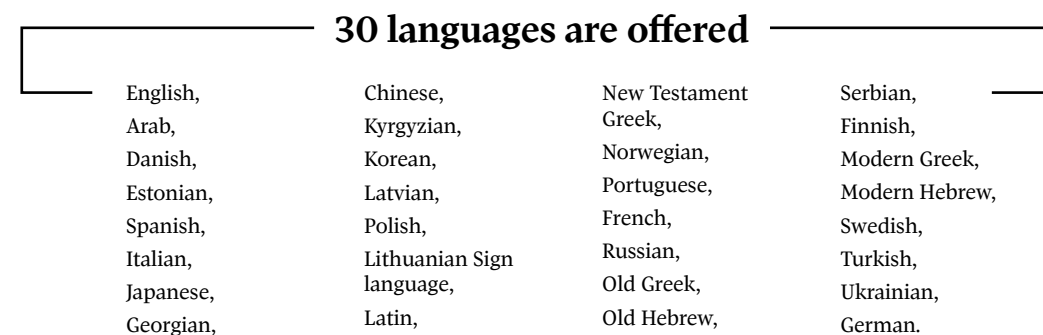 30 languages are offered
English,
Arab,
Danish,
Estonian,
Spanish,
Italian,
Japanese,
Georgian,
Chinese,
Kyrgyzian,
Korean,
Latvian,
Polish,
Lithuanian Sign
language,
Latin,
New Testament
Greek,
Norwegian,
Portuguese,
French,
Russian,
Old Greek,
Old Hebrew,
Serbian,
Finnish,
Modern Greek,
Modern Hebrew,
Swedish,
Turkish,
Ukrainian,
German.